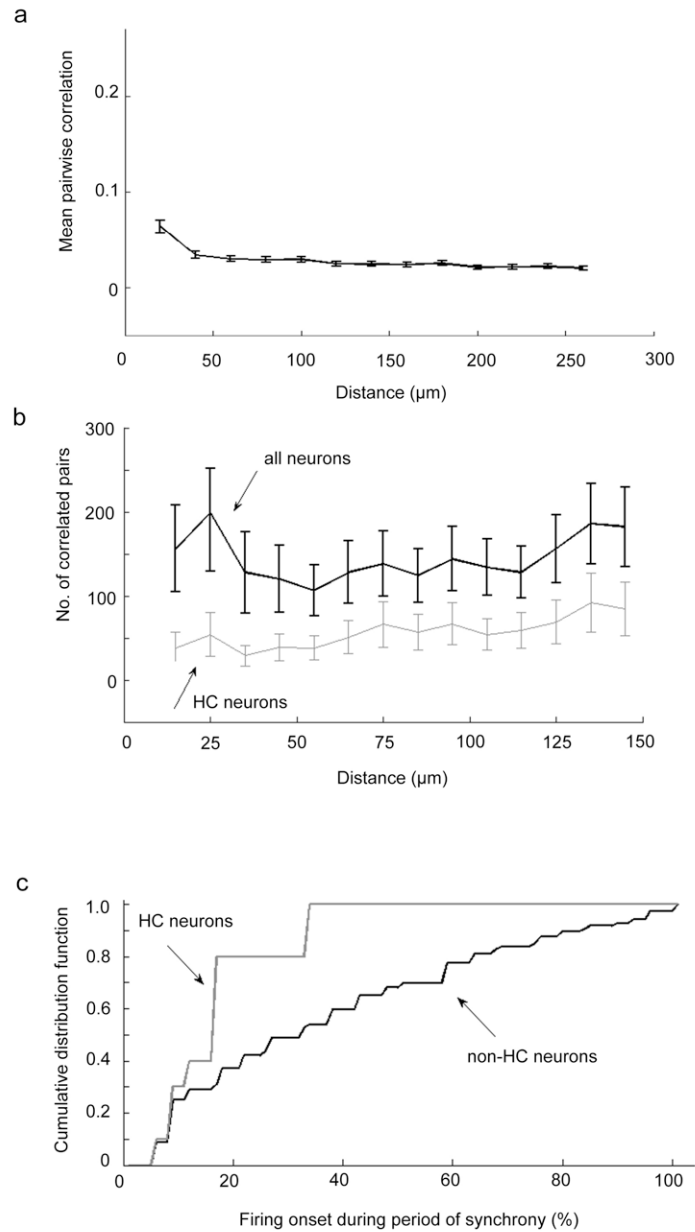 a
0.2
0.1
0
Mean pairwise correlation
0 50 100 150 200 250 300
Distance (µm)
b
300
200
100
0
No. of correlated pairs
all neurons
HC neurons
0 25 50 75 100 125 150
Distance (µm)
c
1.0
0.8
0.6
0.4
0.2
0
Cumulative distribution function
HC neurons
non-HC neurons
0 20 40 60 80 100
Firing onset during period of synchrony (%)